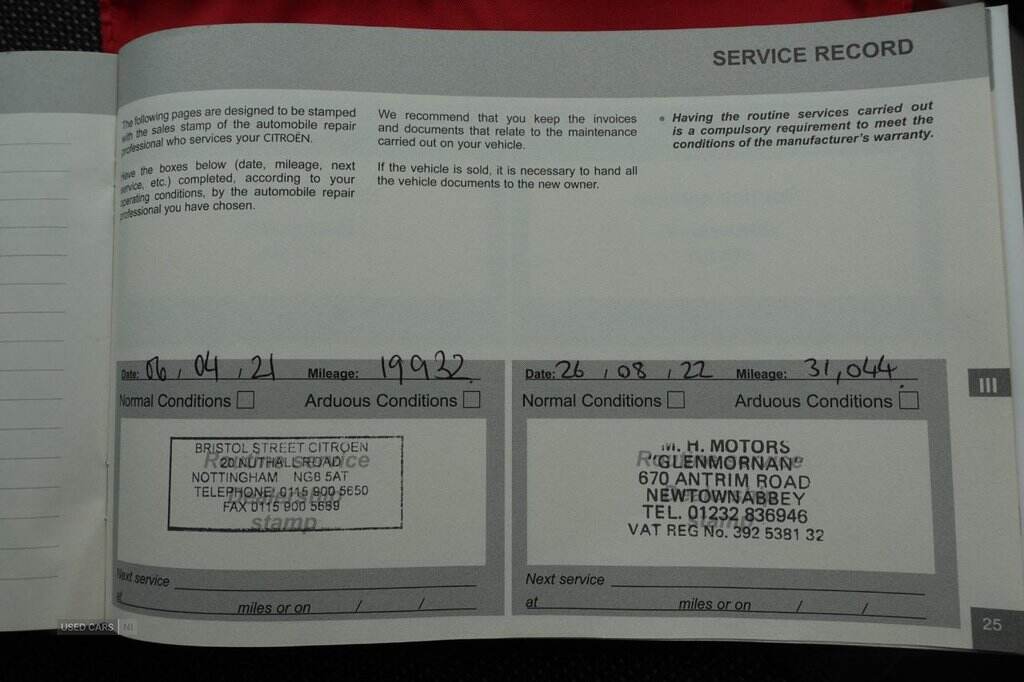 SERVICE RECORD
The following pages are designed to be stamped
with the sales stamp of the automobile repair
professional who services your CITROËN.
Have the boxes below (date, mileage, next
service, etc.) completed, according to your
operating conditions, by the automobile repair
professional you have chosen.
We recommend that you keep the invoices
and documents that relate to the maintenance
carried out on your vehicle.
If the vehicle is sold, it is necessary to hand all
the vehicle documents to the new owner.
• Having the routine services carried out
is a compulsory requirement to meet the
conditions of the manufacturer's warranty.
Date: 06, 04, 21 Mileage: 19932
Normal Conditions Arduous Conditions
BRISTOL STREET CITROEN
20 NUTHALL ROAD
NOTTINGHAM NG8 5AT
TELEPHONE 0115 900 5650
FAX 0115 900 5669
Routine service
Dealership
stamp
Next service
at miles or on / /
Date: 26 / 08 / 22 Mileage: 31,044
Normal Conditions Arduous Conditions
M. H. MOTORS
"GLENMORNAN"
670 ANTRIM ROAD
NEWTOWNABBEY
TEL. 01232 836946
VAT REG No. 392 5381 32
Routine service
stamp
Next service
at miles or on / /
III
25
USED CARS NI